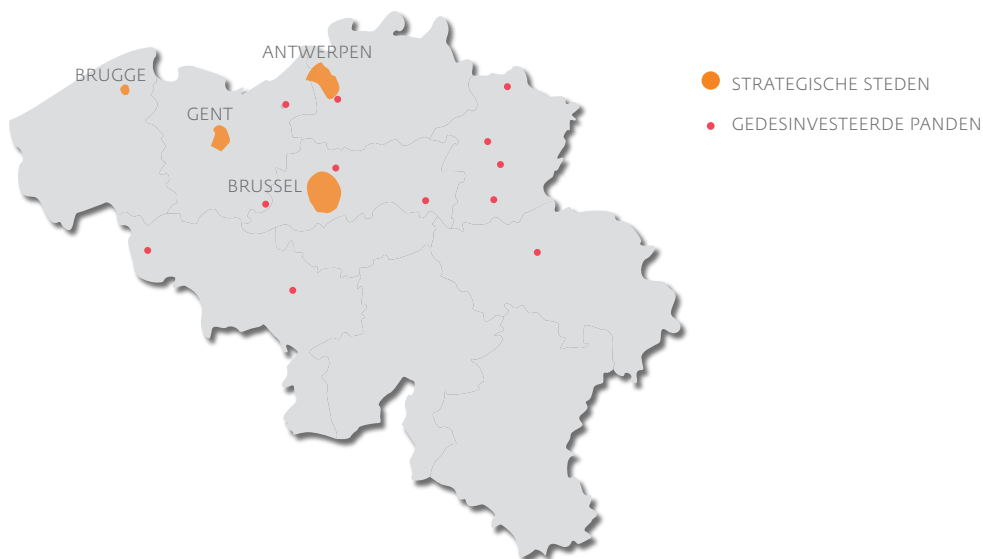 ANTWERPEN
BRUGGE
GENT
BRUSSEL
STRATEGISCHE STEDEN
GEDESINVESTEERDE PANDEN